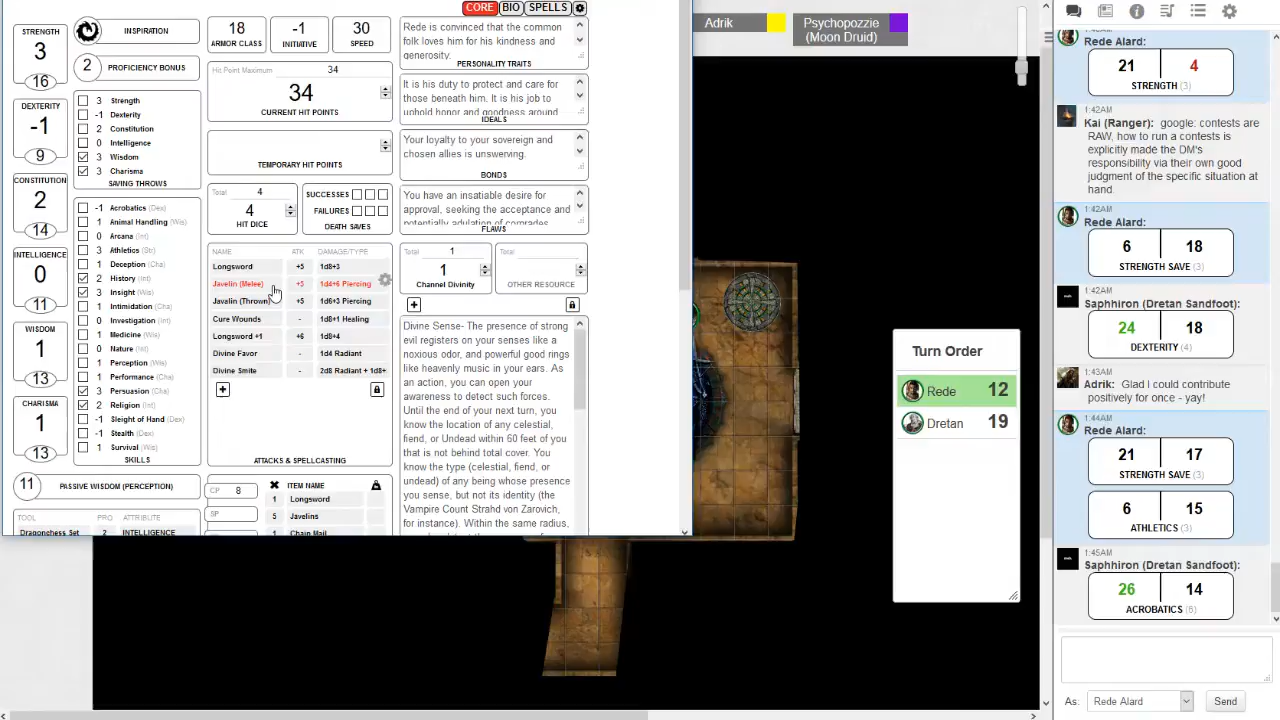 CORE
BIO
SPELLS
STRENGTH
3
16
DEXTERITY
-1
9
CONSTITUTION
2
14
INTELLIGENCE
0
11
WISDOM
1
13
CHARISMA
1
13
INSPIRATION
2
PROFICIENCY BONUS
3 Strength
-1 Dexterity
2 Constitution
0 Intelligence
3 Wisdom
3 Charisma
SAVING THROWS
-1 Acrobatics (Dex)
1 Animal Handling (Wis)
0 Arcana (Int)
3 Athletics (Str)
1 Deception (Cha)
2 History (Int)
3 Insight (Wis)
1 Intimidation (Cha)
0 Investigation (Int)
1 Medicine (Wis)
0 Nature (Int)
1 Perception (Wis)
1 Performance (Cha)
3 Persuasion (Cha)
2 Religion (Int)
-1 Sleight of Hand (Dex)
-1 Stealth (Dex)
1 Survival (Wis)
SKILLS
11
PASSIVE WISDOM (PERCEPTION)
TOOL PRO ATTRIBUTE
Dragonchess Set 2 INTELLIGENCE
18
ARMOR CLASS
-1
INITIATIVE
30
SPEED
Hit Point Maximum 34
34
CURRENT HIT POINTS
TEMPORARY HIT POINTS
Total 4
4
HIT DICE
SUCCESSES
FAILURES
DEATH SAVES
NAME ATK DAMAGE/TYPE
Longsword +5 1d8+3
Javelin (Melee) +5 1d4+6 Piercing
Javalin (Thrown) +5 1d6+3 Piercing
Cure Wounds - 1d8+1 Healing
Longsword +1 +6 1d8+4
Divine Favor - 1d4 Radiant
Divine Smite - 2d8 Radiant + 1d8+
ATTACKS & SPELLCASTING
CP 8
SP
ITEM NAME
1 Longsword
5 Javelins
1 Chain Mail
Rede is convinced that the common
folk loves him for his kindness and
generosity.
PERSONALITY TRAITS
It is his duty to protect and care for
those beneath him. It is his job to
uphold honor and goodness around
IDEALS
Your loyalty to your sovereign and
chosen allies is unswerving.
BONDS
You have an insatiable desire for
approval, seeking the acceptance and
potentially adulation of comrades
FLAWS
Total 1
1
Channel Divinity
Total
OTHER RESOURCE
Divine Sense- The presence of strong
evil registers on your senses like a
noxious odor, and powerful good rings
like heavenly music in your ears. As
an action, you can open your
awareness to detect such forces.
Until the end of your next turn, you
know the location of any celestial,
fiend, or Undead within 60 feet of you
that is not behind total cover. You
know the type (celestial, fiend, or
undead) of any being whose presence
you sense, but not its identity (the
Vampire Count Strahd von Zarovich,
for instance). Within the same radius,
Adrik
Psychopozzie
(Moon Druid)
Turn Order
Rede 12
Dretan 19
Rede Alard:
21 4
STRENGTH (3)
1:42AM
Kai (Ranger): google: contests are
RAW, how to run a contests is
explicitly made the DM's
responsibility via their own good
judgment of the specific situation at
hand.
1:42AM
Rede Alard:
6 18
STRENGTH SAVE (3)
1:42AM
Saphhiron (Dretan Sandfoot):
24 18
DEXTERITY (4)
1:43AM
Adrik: Glad I could contribute
positively for once - yay!
1:44AM
Rede Alard:
21 17
STRENGTH SAVE (3)
6 15
ATHLETICS (3)
1:45AM
Saphhiron (Dretan Sandfoot):
26 14
ACROBATICS (6)
As: Rede Alard
Send